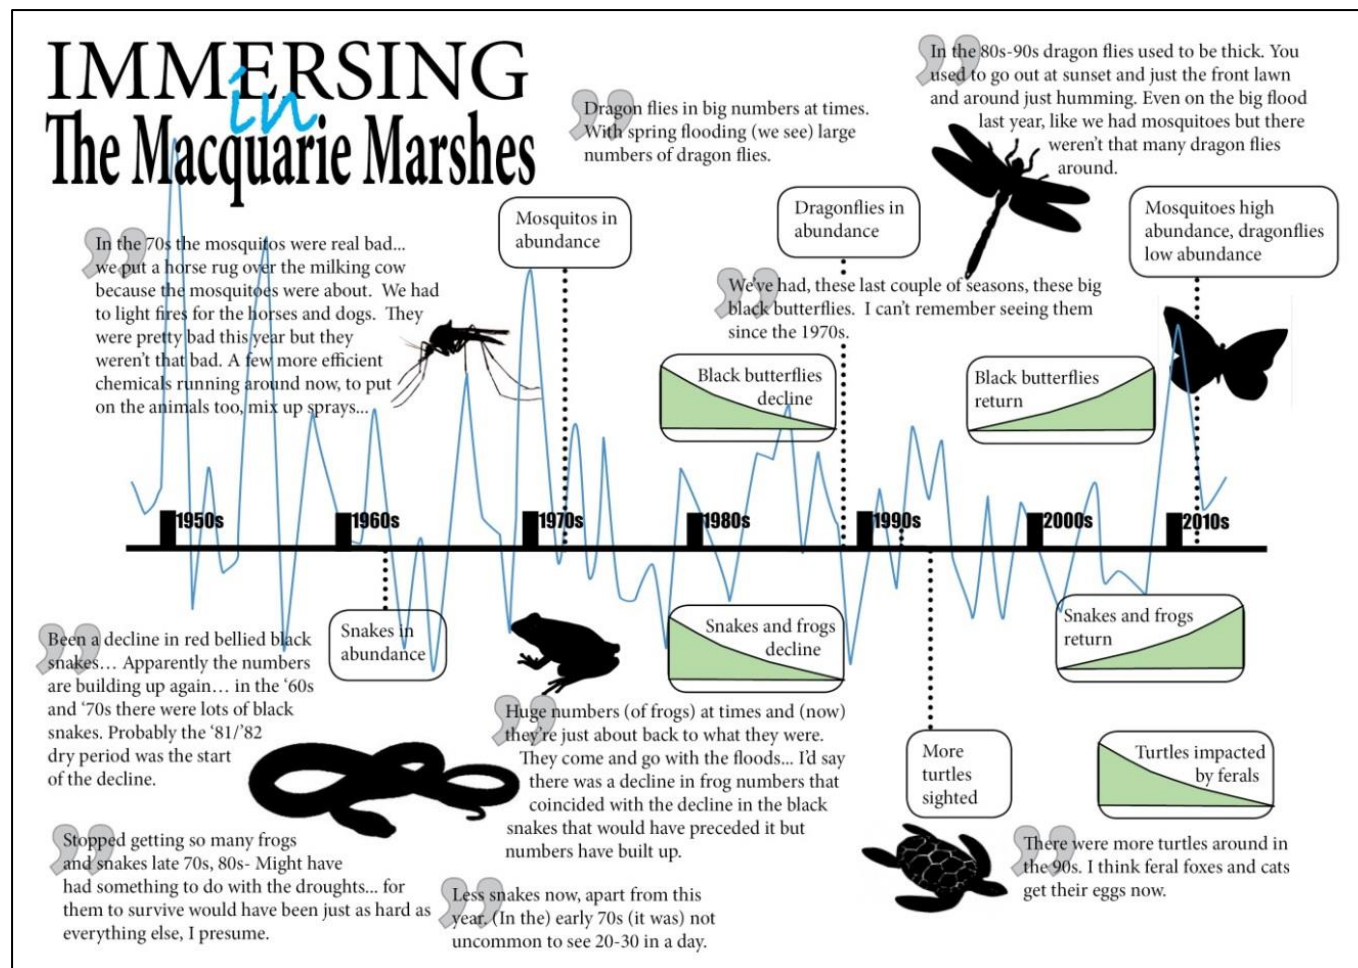 IMMERSING
in
The Macquarie Marshes
Dragon flies in big numbers at times.
With spring flooding (we see) large
numbers of dragon flies.
In the 80s-90s dragon flies used to be thick. You
used to go out at sunset and just the front lawn
and around just humming. Even on the big flood
last year, like we had mosquitoes but there
weren't that many dragon flies
around.
In the 70s the mosquitos were real bad...
we put a horse rug over the milking cow
because the mosquitoes were about. We had
to light fires for the horses and dogs. They
were pretty bad this year but they
weren't that bad. A few more efficient
chemicals running around now, to put
on the animals too, mix up sprays...
Mosquitos in
abundance
Dragonflies in
abundance
Mosquitoes high
abundance, dragonflies
low abundance
We've had, these last couple of seasons, these big
black butterflies. I can't remember seeing them
since the 1970s.
Black butterflies
decline
Black butterflies
return
1950s
1960s
1970s
1980s
1990s
2000s
2010s
Been a decline in red bellied black
snakes… Apparently the numbers
are building up again… in the ‘60s
and ‘70s there were lots of black
snakes. Probably the ‘81/’82
dry period was the start
of the decline.
Snakes in
abundance
Snakes and frogs
decline
Snakes and frogs
return
Huge numbers (of frogs) at times and (now)
they're just about back to what they were.
They come and go with the floods... I'd say
there was a decline in frog numbers that
coincided with the decline in the black
snakes that would have preceded it but
numbers have built up.
More
turtles
sighted
Turtles impacted
by ferals
Stopped getting so many frogs
and snakes late 70s, 80s- Might have
had something to do with the droughts... for
them to survive would have been just as hard as
everything else, I presume.
Less snakes now, apart from this
year. (In the) early 70s (it was) not
uncommon to see 20-30 in a day.
There were more turtles around in
the 90s. I think feral foxes and cats
get their eggs now.